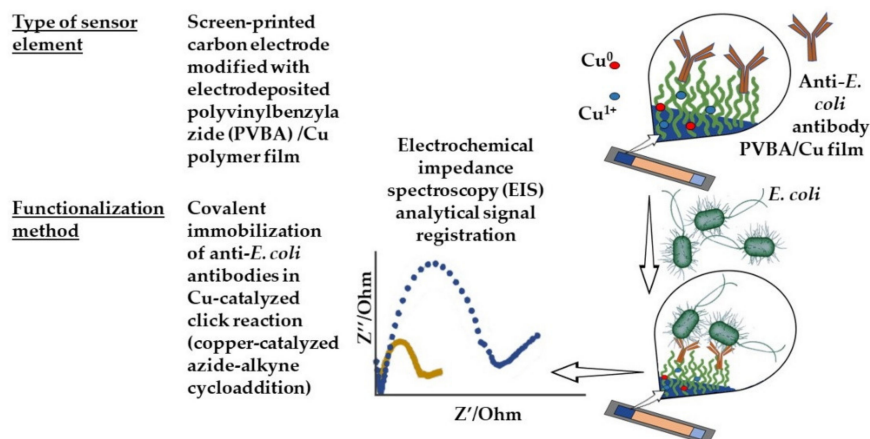 Type of sensor
element
Screen-printed
carbon electrode
modified with
electrodeposited
polyvinylbenzyla
zide (PVBA) /Cu
polymer film
Functionalization
method
Covalent
immobilization
of anti-E. coli
antibodies in
Cu-catalyzed
click reaction
(copper-catalyzed
azide-alkyne
cycloaddition)
Electrochemical
impedance
spectroscopy (EIS)
analytical signal
registration
Z''/Ohm
Z'/Ohm
Cu⁰
Cu¹⁺
Anti-E.
coli
antibody
PVBA/Cu film
E. coli